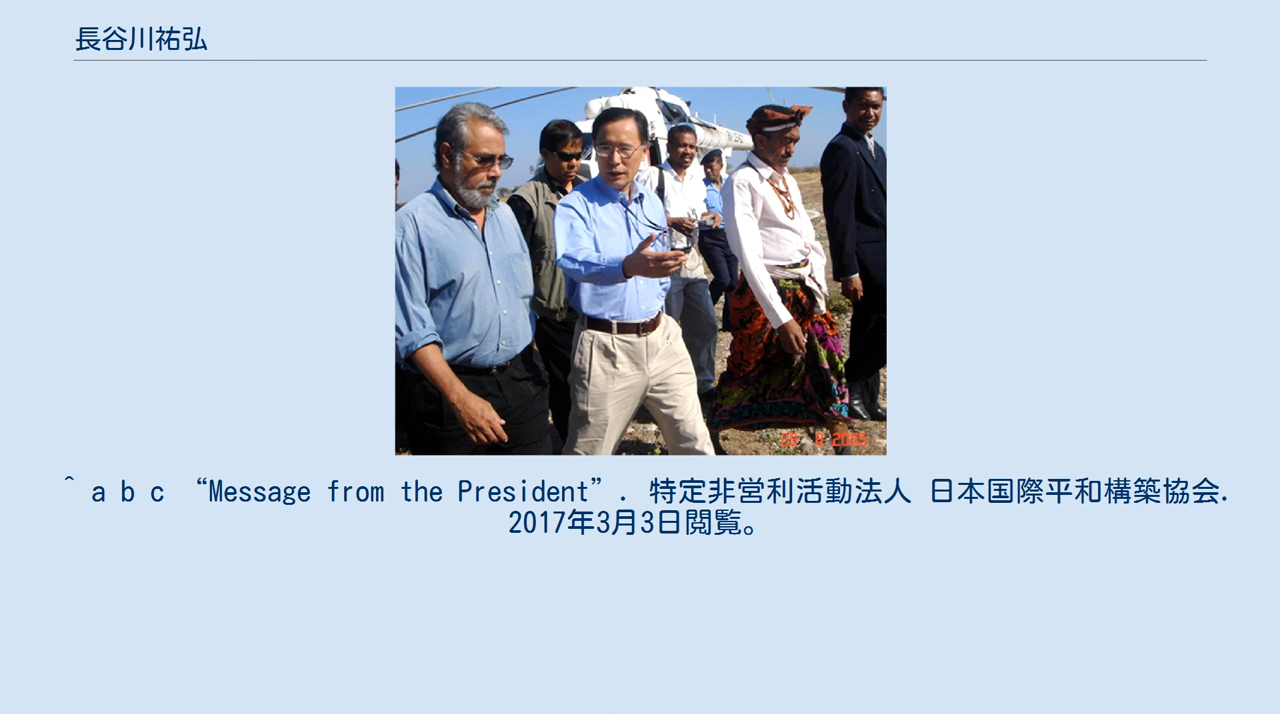 長谷川祐弘
^ a b c “Message from the President”. 特定非営利活動法人 日本国際平和構築協会.
2017年3月3日閲覧。